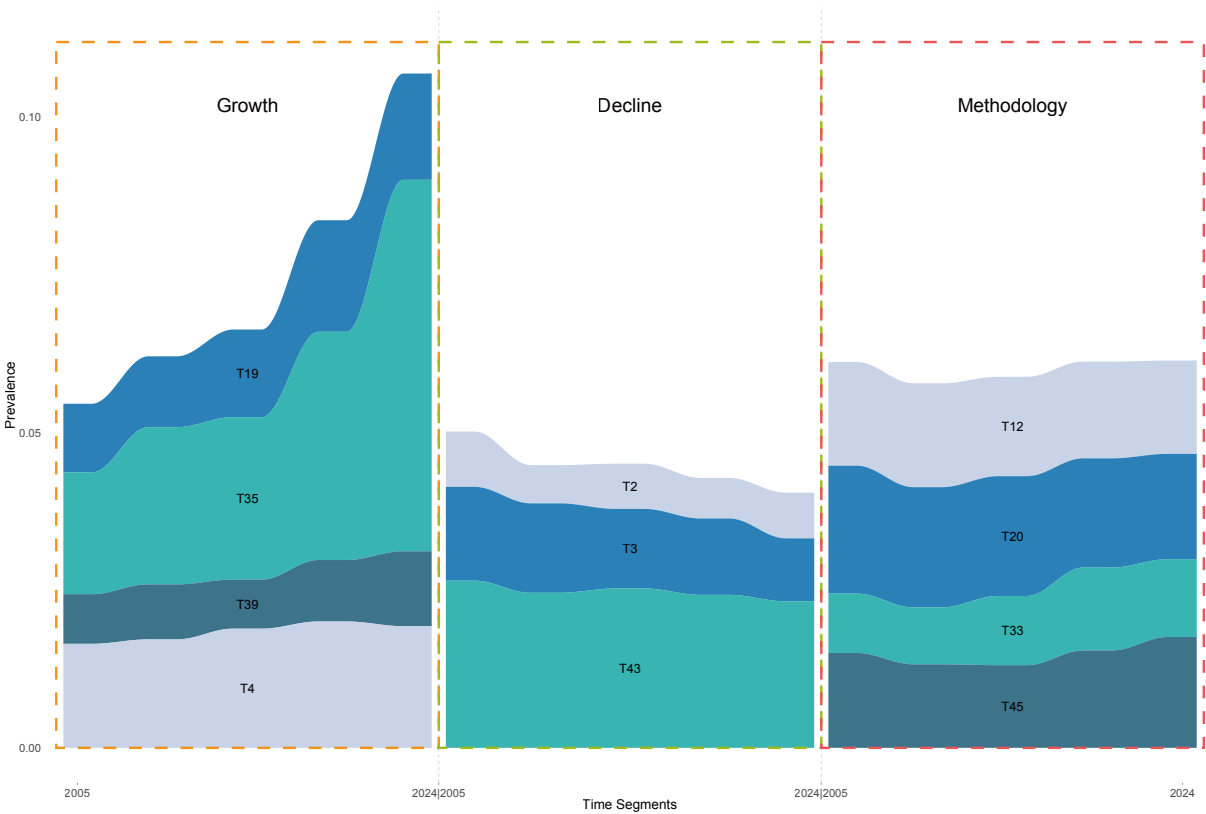 Growth
Decline
Methodology
0.10
0.05
0.00
Prevalence
T19
T35
T39
T4
T2
T3
T43
T12
T20
T33
T45
2005
2024|2005
2024|2005
2024
Time Segments